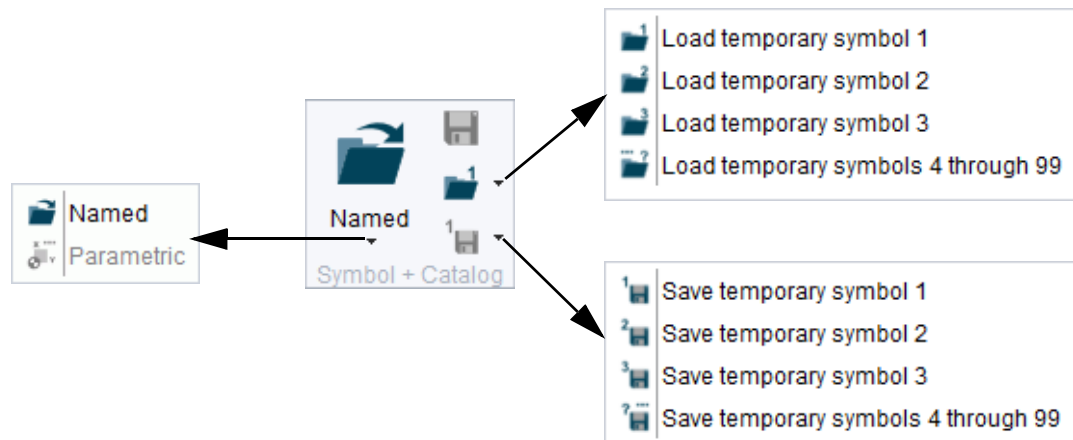 Load temporary symbol 1
Load temporary symbol 2
Load temporary symbol 3
Load temporary symbols 4 through 99
Named
Symbol + Catalog
Named
Parametric
Save temporary symbol 1
Save temporary symbol 2
Save temporary symbol 3
Save temporary symbols 4 through 99